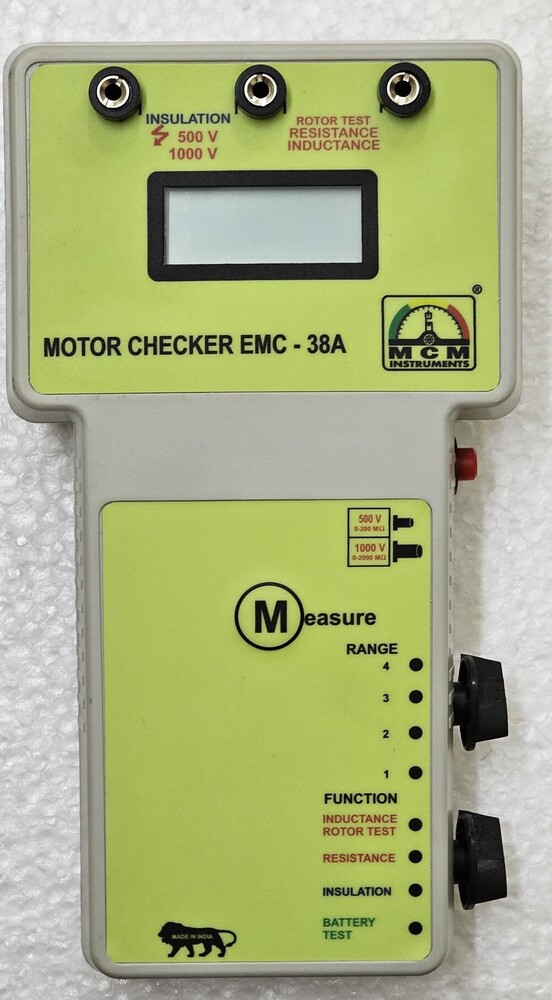 INSULATION
500 V
1000 V
ROTOR TEST
RESISTANCE
INDUCTANCE
®
MOTOR CHECKER EMC - 38A
MCM
INSTRUMENTS
500 V
0-200 MΩ
1000 V
0-2000 MΩ
Measure
RANGE
4
3
2
1
FUNCTION
INDUCTANCE
ROTOR TEST
RESISTANCE
INSULATION
BATTERY
TEST
MADE IN INDIA